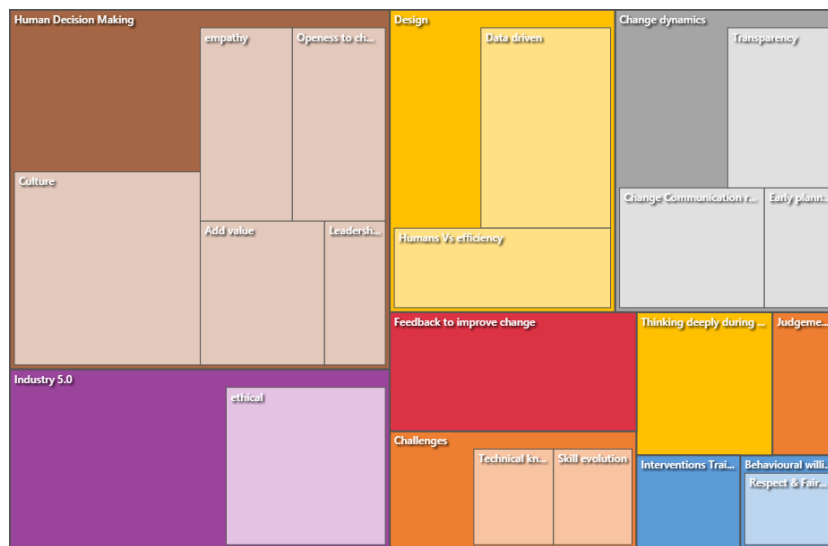 Human Decision Making
empathy
Openess to ch...
Culture
Add value
Leadersh...
Industry 5.0
ethical
Design
Data driven
Humans Vs efficiency
Change dynamics
Transparency
Change Communication r...
Early plann...
Feedback to improve change
Thinking deeply during ...
Judgeme...
Challenges
Technical kn...
Skill evolution
Interventions Trai...
Behavioural willi...
Respect & Fair...